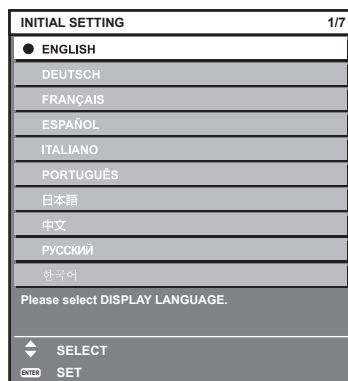 INITIAL SETTING 1/7
ENGLISH
DEUTSCH
FRANÇAIS
ESPAÑOL
ITALIANO
PORTUGUÊS
日本語
中文
РУССКИЙ
한국어
Please select DISPLAY LANGUAGE.
SELECT
ENTER SET